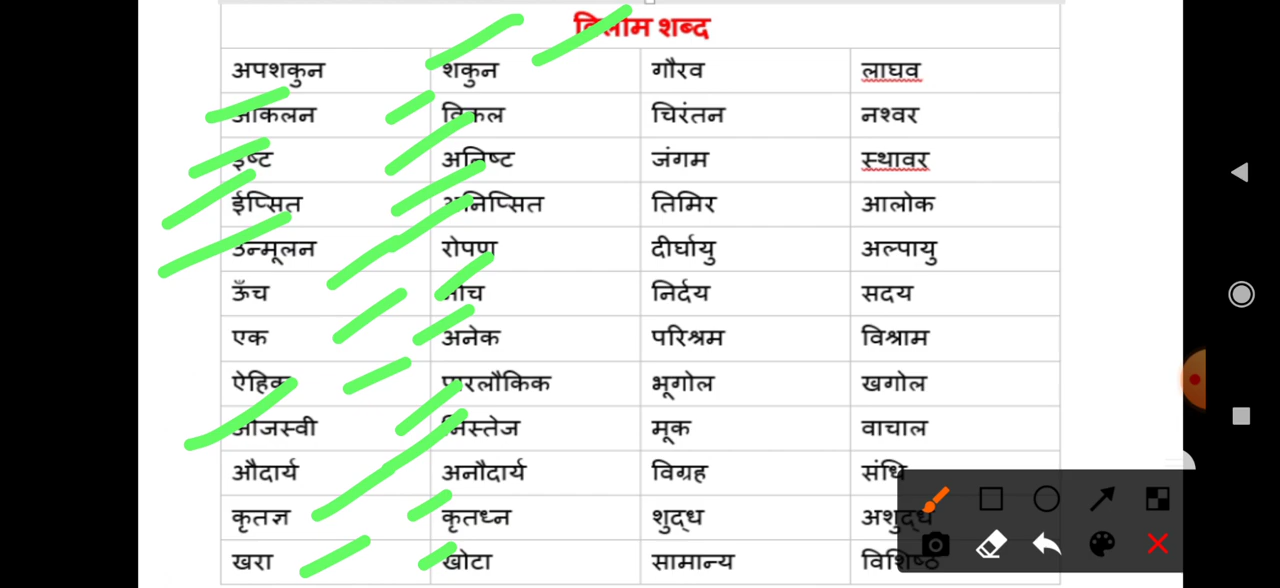 विलोम शब्द
अपशकुन शकुन गौरव लाघव
आकलन विकल चिरंतन नश्वर
इष्ट अनिष्ट जंगम स्थावर
ईप्सित अनिप्सित तिमिर आलोक
उन्मूलन रोपण दीर्घायु अल्पायु
ऊँच नीच निर्दय सदय
एक अनेक परिश्रम विश्राम
ऐहिक पारलौकिक भूगोल खगोल
ओजस्वी निस्तेज मूक वाचाल
औदार्य अनौदार्य विग्रह संधि
कृतज्ञ कृतध्न शुद्ध अशुद्ध
खरा खोटा सामान्य विशिष्ठ